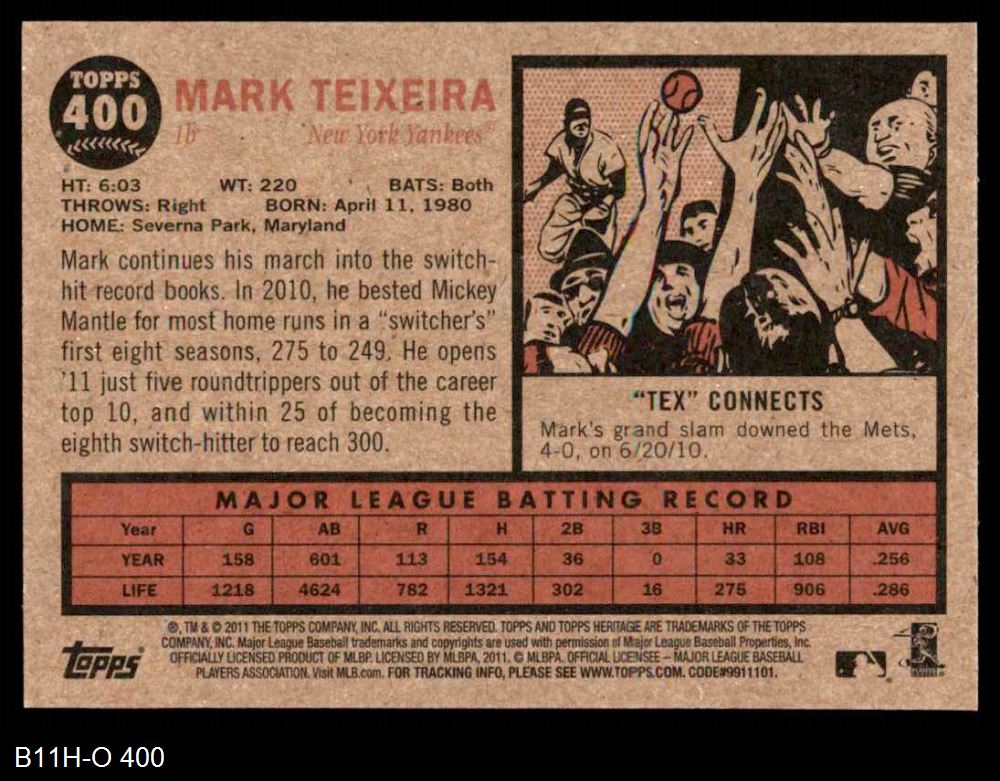 TOPPS
400
MARK TEIXEIRA
1b New York Yankees®
HT: 6:03 WT: 220 BATS: Both
THROWS: Right BORN: April 11, 1980
HOME: Severna Park, Maryland
Mark continues his march into the switch-
hit record books. In 2010, he bested Mickey
Mantle for most home runs in a "switcher's"
first eight seasons, 275 to 249. He opens
'11 just five roundtrippers out of the career
top 10, and within 25 of becoming the
eighth switch-hitter to reach 300.
"TEX" CONNECTS
Mark's grand slam downed the Mets,
4-0, on 6/20/10.
MAJOR LEAGUE BATTING RECORD
Year G AB R H 2B 3B HR RBI AVG
YEAR 158 601 113 154 36 0 33 108 .256
LIFE 1218 4624 782 1321 302 16 275 906 .286
®, TM & © 2011 THE TOPPS COMPANY, INC. ALL RIGHTS RESERVED. TOPPS AND TOPPS HERITAGE ARE TRADEMARKS OF THE TOPPS
COMPANY, INC. Major League Baseball trademarks and copyrights are used with permission of Major League Baseball Properties, Inc.
OFFICIALLY LICENSED PRODUCT OF MLBP. LICENSED BY MLBPA, 2011. © MLBPA. OFFICIAL LICENSEE – MAJOR LEAGUE BASEBALL
PLAYERS ASSOCIATION. Visit MLB.com. FOR TRACKING INFO, PLEASE SEE WWW.TOPPS.COM. CODE#9911101.
Topps
B11H-O 400